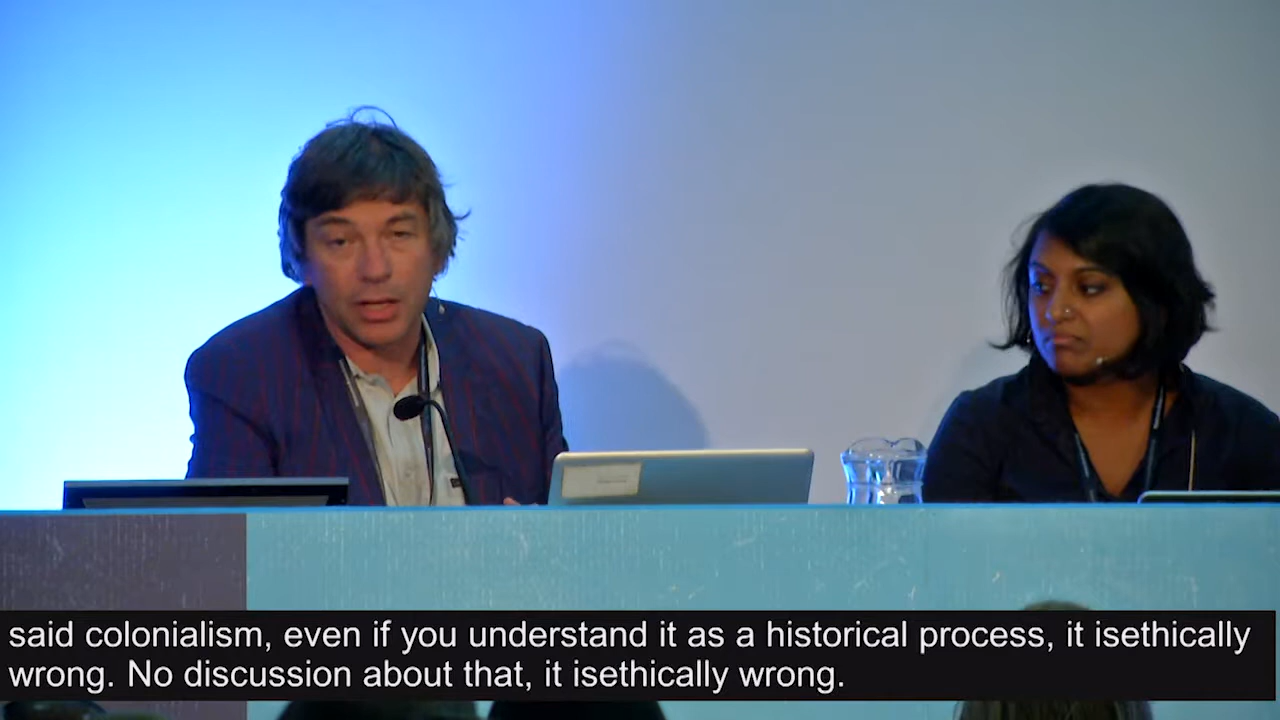 said colonialism, even if you understand it as a historical process, it isethically
wrong. No discussion about that, it isethically wrong.